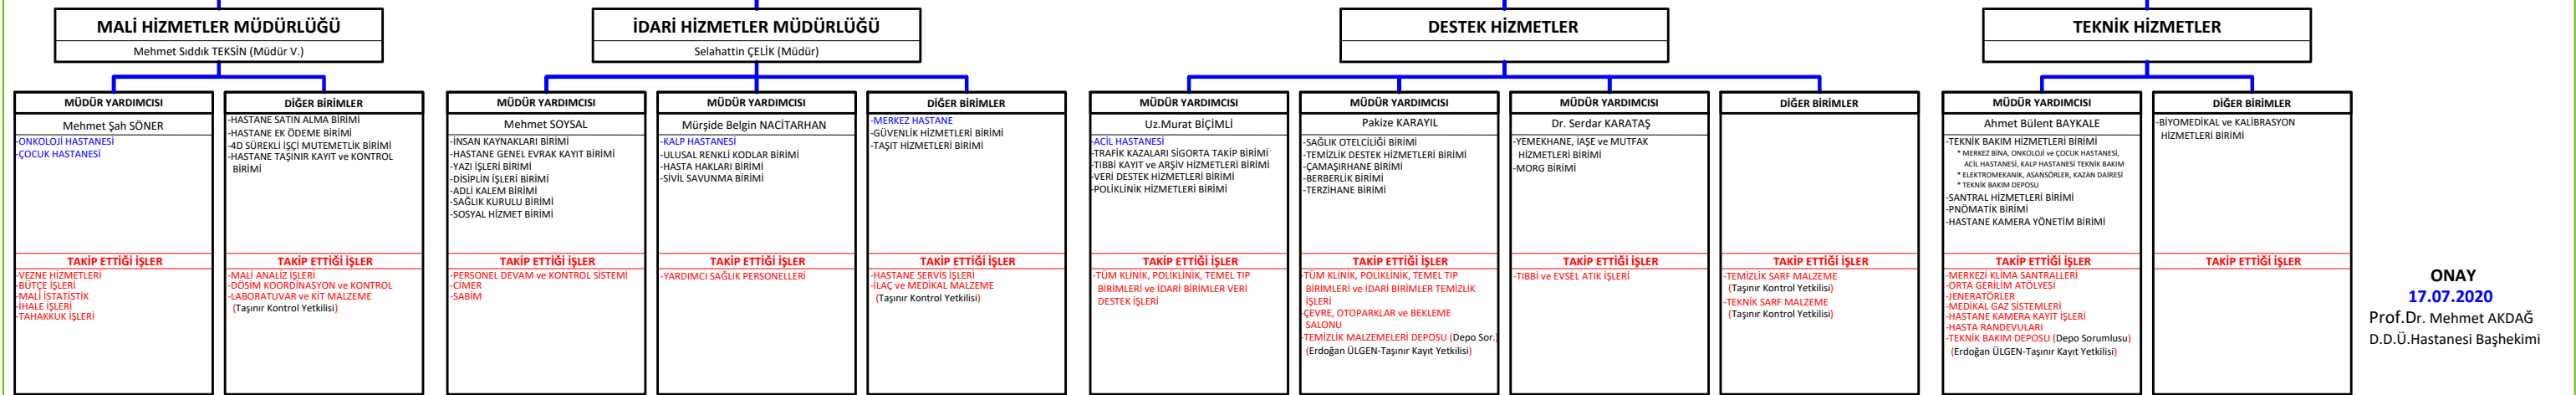 MALİ HİZMETLER MÜDÜRLÜĞÜ
Mehmet Sıddık TEKSİN (Müdür V.)
MÜDÜR YARDIMCISI
Mehmet Şah SÖNER
-ONKOLOJİ HASTANESİ
-ÇOCUK HASTANESİ
TAKİP ETTİĞİ İŞLER
-VEZNE HİZMETLERİ
-BÜTÇE İŞLERİ
-MALİ İSTATİSTİK
-İHALE İŞLERİ
-TAHAKKUK İŞLERİ
DİĞER BİRİMLER
-HASTANE SATIN ALMA BİRİMİ
-HASTANE EK ÖDEME BİRİMİ
-4D SÜREKLİ İŞÇİ MUTEMETLİK BİRİMİ
-HASTANE TAŞINIR KAYIT ve KONTROL
BİRİMİ
TAKİP ETTİĞİ İŞLER
-MALİ ANALİZ İŞLERİ
-DÖSİM KOORDİNASYON ve KONTROL
-LABORATUVAR ve KİT MALZEME
(Taşınır Kontrol Yetkilisi)
İDARİ HİZMETLER MÜDÜRLÜĞÜ
Selahattin ÇELİK (Müdür)
MÜDÜR YARDIMCISI
Mehmet SOYSAL
-İNSAN KAYNAKLARI BİRİMİ
-HASTANE GENEL EVRAK KAYIT BİRİMİ
-YAZI İŞLERİ BİRİMİ
-DİSİPLİN İŞLERİ BİRİMİ
-ADLİ KALEM BİRİMİ
-SAĞLIK KURULU BİRİMİ
-SOSYAL HİZMET BİRİMİ
TAKİP ETTİĞİ İŞLER
-PERSONEL DEVAM ve KONTROL SİSTEMİ
-CİMER
-SABİM
MÜDÜR YARDIMCISI
Mürşide Belgin NACİTARHAN
-KALP HASTANESİ
-ULUSAL RENKLİ KODLAR BİRİMİ
-HASTA HAKLARI BİRİMİ
-SİVİL SAVUNMA BİRİMİ
TAKİP ETTİĞİ İŞLER
-YARDIMCI SAĞLIK PERSONELLERİ
DİĞER BİRİMLER
-MERKEZ HASTANE
-GÜVENLİK HİZMETLERİ BİRİMİ
-TAŞIT HİZMETLERİ BİRİMİ
TAKİP ETTİĞİ İŞLER
-HASTANE SERVİS İŞLERİ
-İLAÇ ve MEDİKAL MALZEME
(Taşınır Kontrol Yetkilisi)
DESTEK HİZMETLER
MÜDÜR YARDIMCISI
Uz.Murat BİÇİMLİ
-ACİL HASTANESİ
-TRAFİK KAZALARI SİGORTA TAKİP BİRİMİ
-TIBBİ KAYIT ve ARŞİV HİZMETLERİ BİRİMİ
-VERİ DESTEK HİZMETLERİ BİRİMİ
-POLİKLİNİK HİZMETLERİ BİRİMİ
TAKİP ETTİĞİ İŞLER
-TÜM KLİNİK, POLİKLİNİK, TEMEL TIP
BİRİMLERİ ve İDARİ BİRİMLER VERİ
DESTEK İŞLERİ
MÜDÜR YARDIMCISI
Pakize KARAYIL
-SAĞLIK OTELCİLİĞİ BİRİMİ
-TEMİZLİK DESTEK HİZMETLERİ BİRİMİ
-ÇAMAŞIRHANE BİRİMİ
-BERBERLİK BİRİMİ
-TERZİHANE BİRİMİ
TAKİP ETTİĞİ İŞLER
-TÜM KLİNİK, POLİKLİNİK, TEMEL TIP
BİRİMLERİ ve İDARİ BİRİMLER TEMİZLİK
İŞLERİ
-ÇEVRE, OTOPARKLAR ve BEKLEME
SALONU
-TEMİZLİK MALZEMELERİ DEPOSU (Depo Sor.)
(Erdoğan ÜLGEN-Taşınır Kayıt Yetkilisi)
MÜDÜR YARDIMCISI
Dr. Serdar KARATAŞ
-YEMEKHANE, İAŞE ve MUTFAK
HİZMETLERİ BİRİMİ
-MORG BİRİMİ
TAKİP ETTİĞİ İŞLER
-TIBBİ ve EVSEL ATIK İŞLERİ
DİĞER BİRİMLER
TAKİP ETTİĞİ İŞLER
-TEMİZLİK SARF MALZEME
(Taşınır Kontrol Yetkilisi)
-TEKNİK SARF MALZEME
(Taşınır Kontrol Yetkilisi)
TEKNİK HİZMETLER
MÜDÜR YARDIMCISI
Ahmet Bülent BAYKALE
-TEKNİK BAKIM HİZMETLERİ BİRİMİ
* MERKEZ BİNA, ONKOLOJİ ve ÇOCUK HASTANESİ,
ACİL HASTANESİ, KALP HASTANESİ TEKNİK BAKIM
* ELEKTROMEKANİK, ASANSÖRLER, KAZAN DAİRESİ
* TEKNİK BAKIM DEPOSU
-SANTRAL HİZMETLERİ BİRİMİ
-PNÖMATİK BİRİMİ
-HASTANE KAMERA YÖNETİM BİRİMİ
TAKİP ETTİĞİ İŞLER
-MERKEZİ KLİMA SANTRALLERİ
-ORTA GERİLİM ATÖLYESİ
-JENERATÖRLER
-MEDİKAL GAZ SİSTEMLERİ
-HASTANE KAMERA KAYIT İŞLERİ
-HASTA RANDEVULARI
-TEKNİK BAKIM DEPOSU (Depo Sorumlusu)
(Erdoğan ÜLGEN-Taşınır Kayıt Yetkilisi)
DİĞER BİRİMLER
-BİYOMEDİKAL ve KALİBRASYON
HİZMETLERİ BİRİMİ
TAKİP ETTİĞİ İŞLER
ONAY
17.07.2020
Prof.Dr. Mehmet AKDAĞ
D.D.Ü.Hastanesi Başhekimi